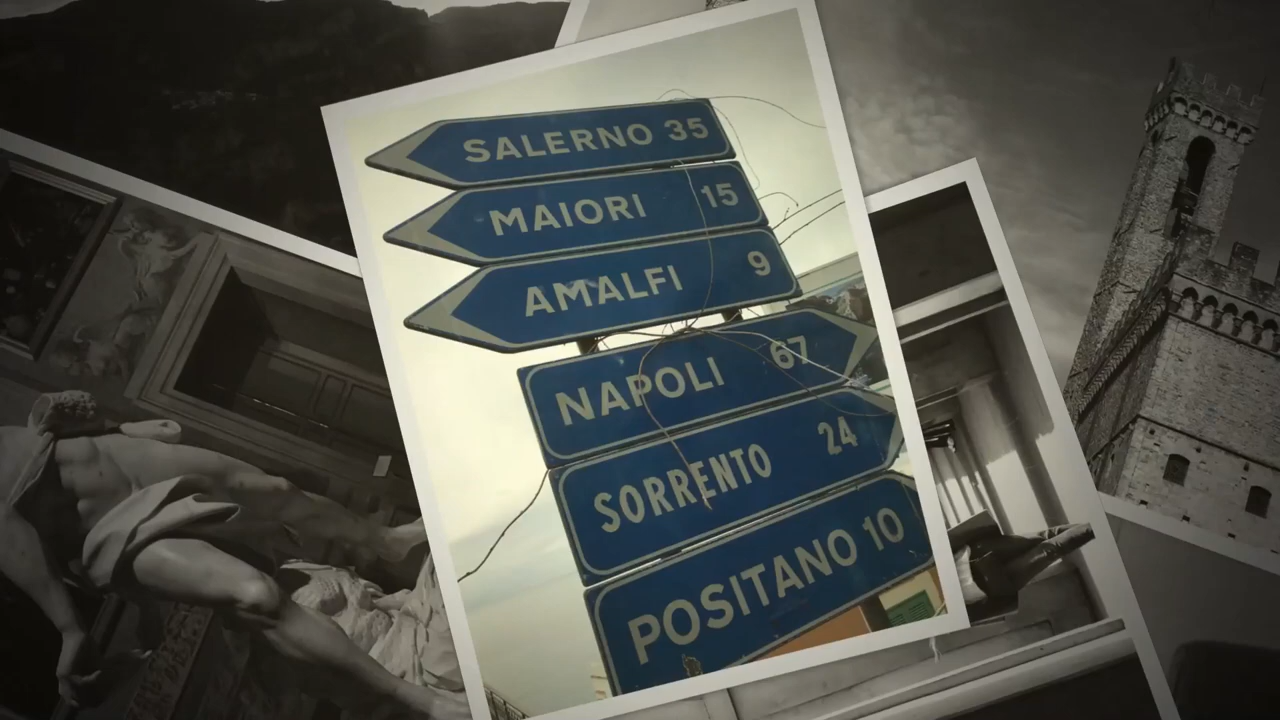 SALERNO 35
MAIORI 15
AMALFI 9
NAPOLI 67
SORRENTO 24
POSITANO 10